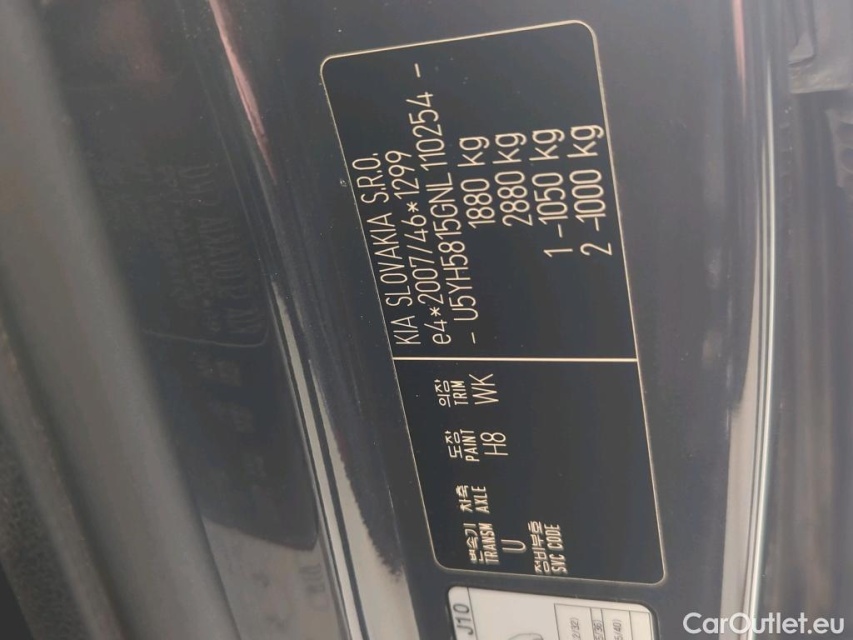 KIA SLOVAKIA S.R.O.
e4*2007/46*1299
- U5YH5815GNL110254 -
1880 kg
2880 kg
1 -1050 kg
2 -1000 kg
변속기 차축 도장 의장
TRANSM AXLE PAINT TRIM
U H8 WK
정비부호
SVC CODE
J10
CarOutlet.eu